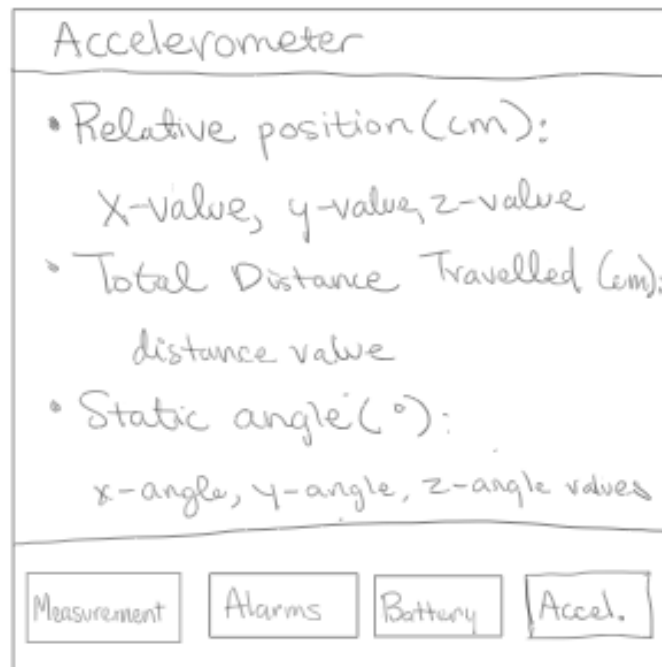 Accelerometer
• Relative position (cm):
x-value, y-value, z-value
• Total Distance Travelled (cm):
distance value
• Static angle (°):
x-angle, y-angle, z-angle values
Measurement Alarms Battery Accel.